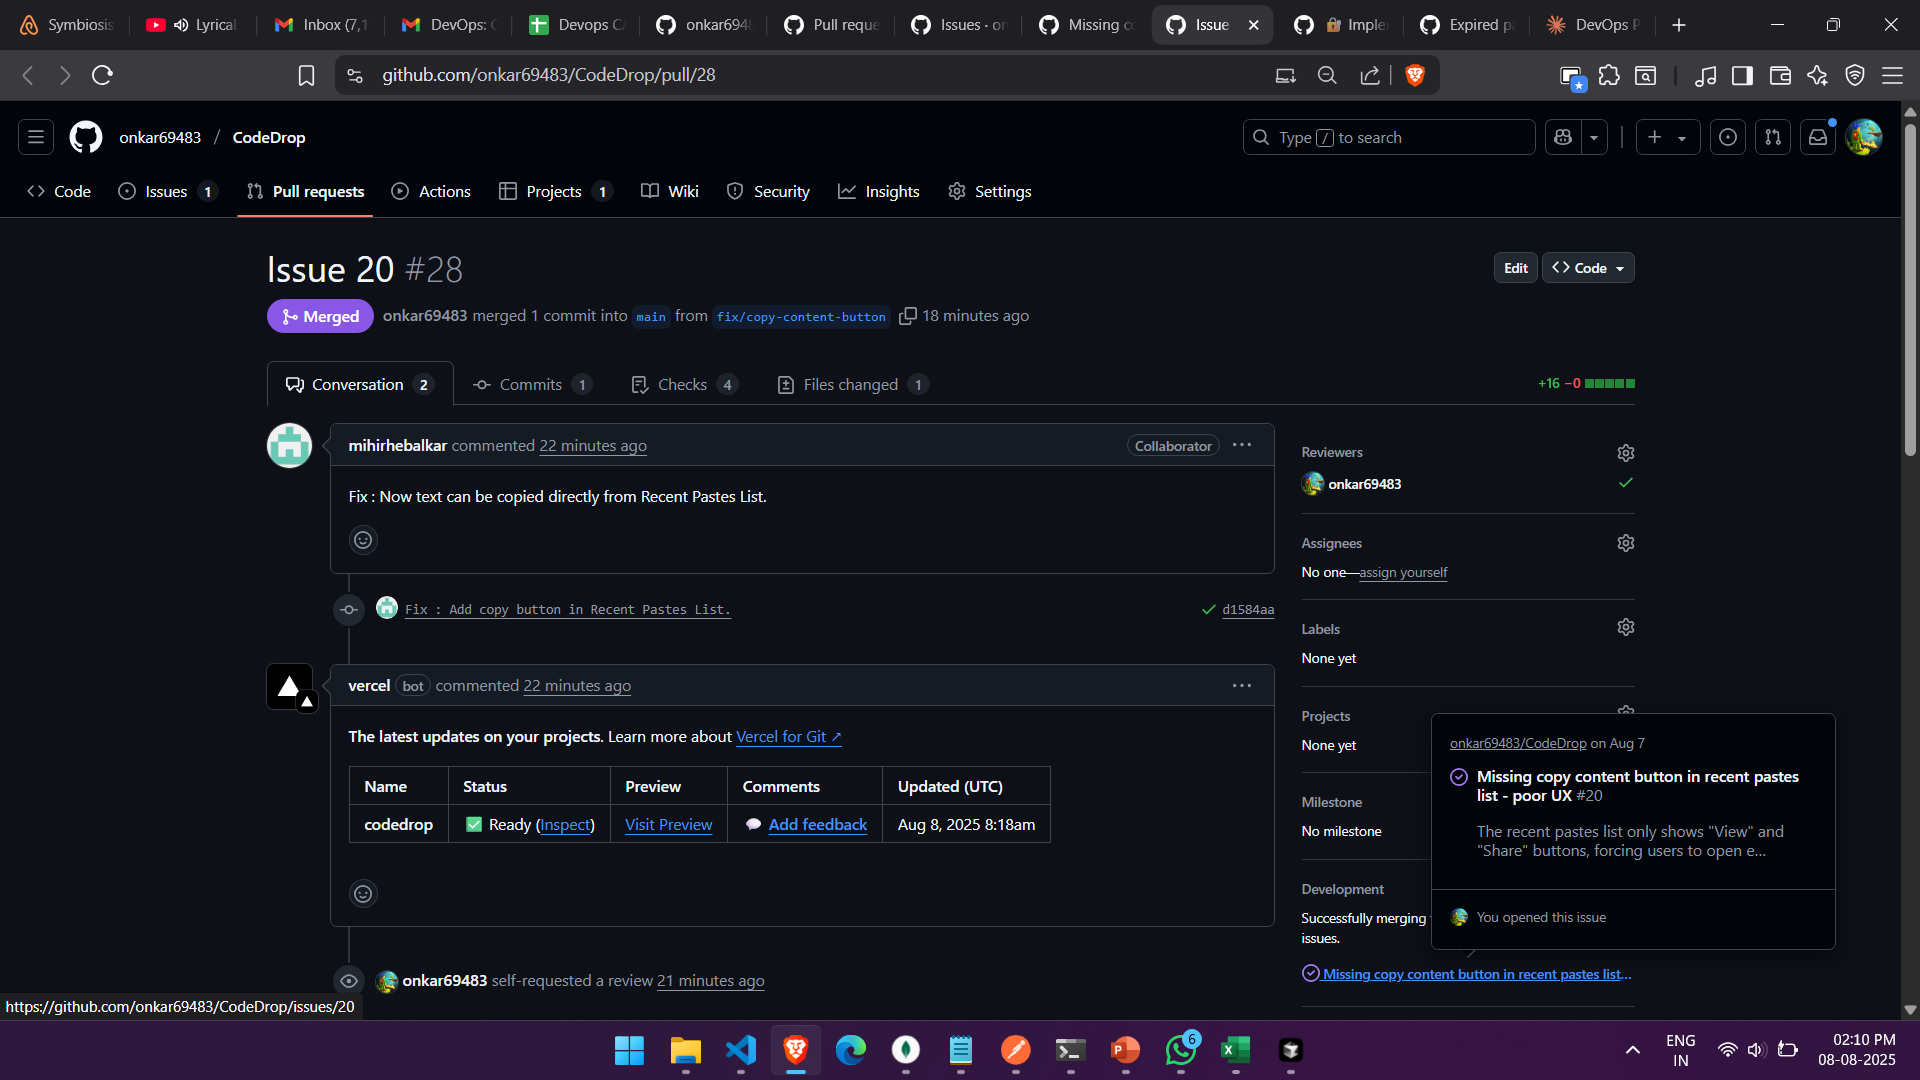 Symbiosis
Lyrical
Inbox (7,1
DevOps: C
Devops C
onkar6948
Pull reque
Issues · on
Missing co
Issue
Imple
Expired p
DevOps P
github.com/onkar69483/CodeDrop/pull/28
onkar69483 / CodeDrop
Type / to search
Code
Issues 1
Pull requests
Actions
Projects 1
Wiki
Security
Insights
Settings
Issue 20 #28
Edit
Code
Merged
onkar69483 merged 1 commit into main from fix/copy-content-button 18 minutes ago
Conversation 2
Commits 1
Checks 4
Files changed 1
+16 −0
mihirhebalkar commented 22 minutes ago
Collaborator
Fix : Now text can be copied directly from Recent Pastes List.
Fix : Add copy button in Recent Pastes List.
d1584aa
vercel bot commented 22 minutes ago
The latest updates on your projects. Learn more about Vercel for Git ↗
Name Status Preview Comments Updated (UTC)
codedrop ✅ Ready (Inspect) Visit Preview 💬 Add feedback Aug 8, 2025 8:18am
onkar69483 self-requested a review 21 minutes ago
Reviewers
onkar69483
Assignees
No one—assign yourself
Labels
None yet
Projects
None yet
Milestone
No milestone
Development
Successfully merging
issues.
Missing copy content button in recent pastes list...
onkar69483/CodeDrop on Aug 7
Missing copy content button in recent pastes
list - poor UX #20
The recent pastes list only shows "View" and
"Share" buttons, forcing users to open e...
You opened this issue
https://github.com/onkar69483/CodeDrop/issues/20
6
ENG
IN
02:10 PM
08-08-2025